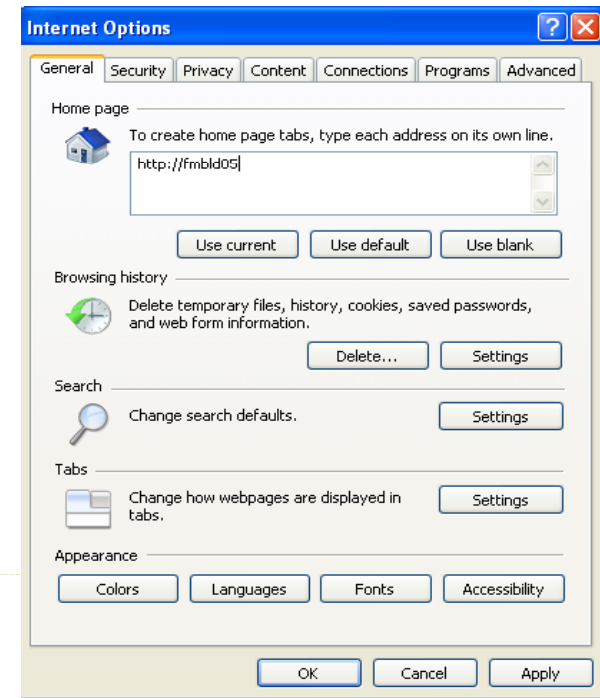 Internet Options
General Security Privacy Content Connections Programs Advanced
Home page
To create home page tabs, type each address on its own line.
http://fmbld05
Use current Use default Use blank
Browsing history
Delete temporary files, history, cookies, saved passwords,
and web form information.
Delete... Settings
Search
Change search defaults. Settings
Tabs
Change how webpages are displayed in
tabs.
Settings
Appearance
Colors Languages Fonts Accessibility
OK Cancel Apply